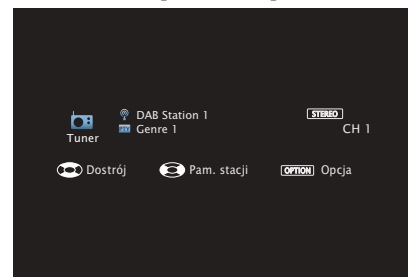 DAB Station 1
STEREO
Genre 1
Tuner
CH 1
Dostrój
Pam. stacji
OPTION Opcja